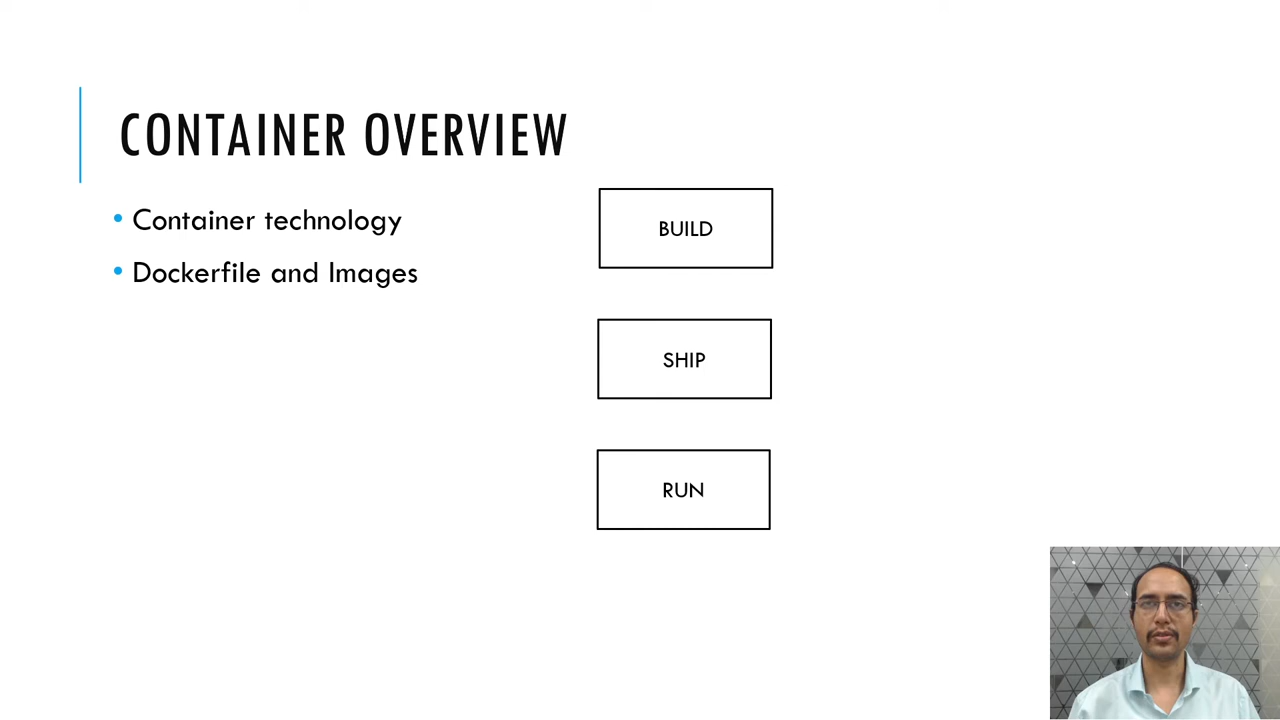 CONTAINER OVERVIEW
• Container technology
• Dockerfile and Images
BUILD
SHIP
RUN